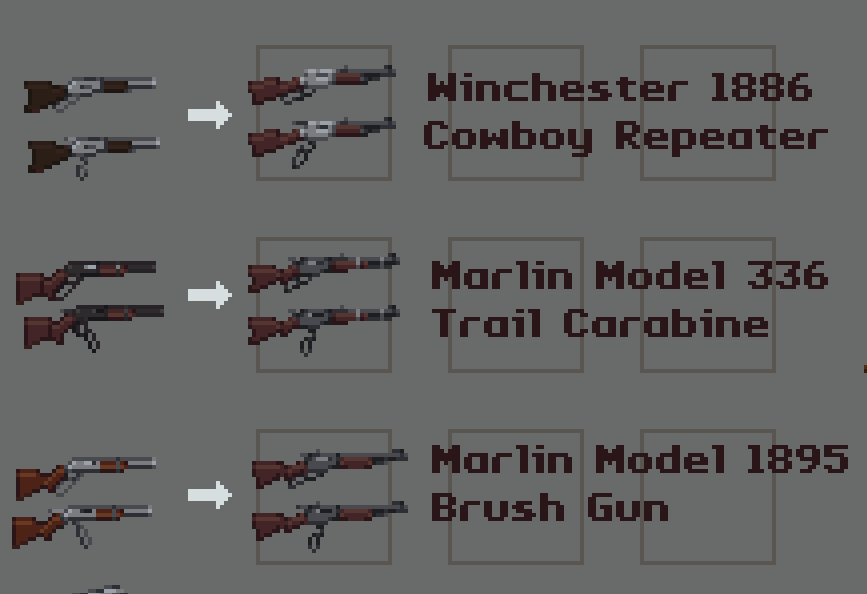 Winchester 1886
Cowboy Repeater
Marlin Model 336
Trail Carabine
Marlin Model 1895
Brush Gun